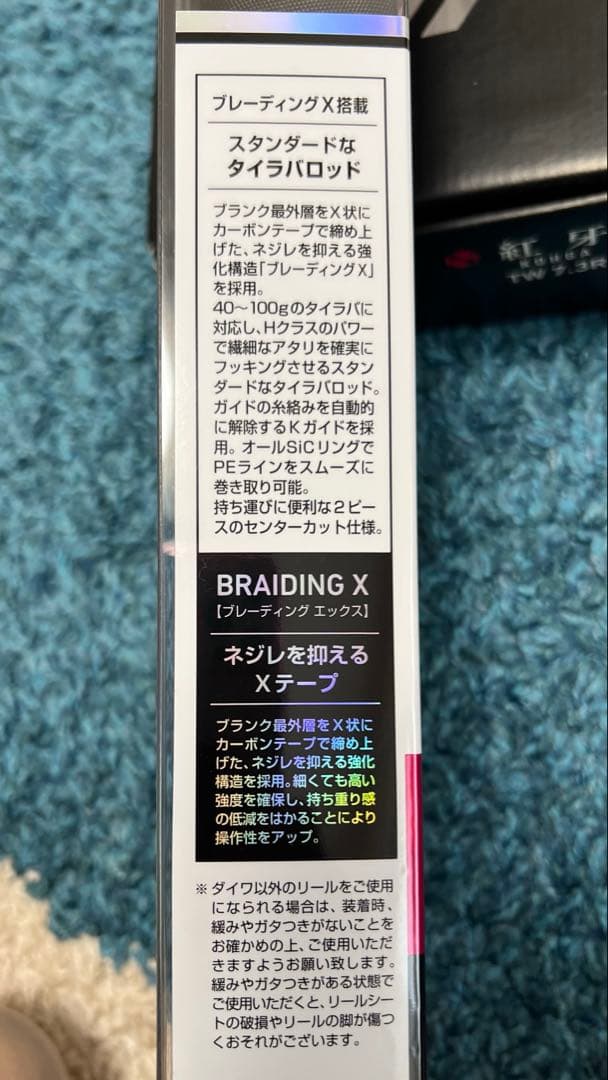 ブレーディングX搭載
スタンダードな
タイラバロッド
ブランク最外層をX状に
カーボンテープで締め上
げた、ネジレを抑える強
化構造「ブレーディングX」
を採用。
40〜100gのタイラバに
対応し、Hクラスのパワー
で繊細なアタリを確実に
フッキングさせるスタン
ダードなタイラバロッド。
ガイドの糸絡みを自動的
に解除するKガイドを採
用。オールSiCリングで
PEラインをスムーズに
巻き取り可能。
持ち運びに便利な2ピー
スのセンターカット仕様。
BRAIDING X
【ブレーディング エックス】
ネジレを抑える
Xテープ
ブランク最外層をX状に
カーボンテープで締め上
げた、ネジレを抑える強化
構造を採用。細くても高い
強度を確保し、持ち重り感
の低減をはかることにより
操作性をアップ。
※ダイワ以外のリールをご使用
になられる場合は、装着時、
緩みやガタつきがないことを
お確かめの上、ご使用いただ
きますようお願い致します。
緩みやガタつきがある状態で
ご使用いただくと、リールシー
トの破損やリールの脚が傷つ
くおそれがございます。
紅牙
KOHGA
TW 7.3R